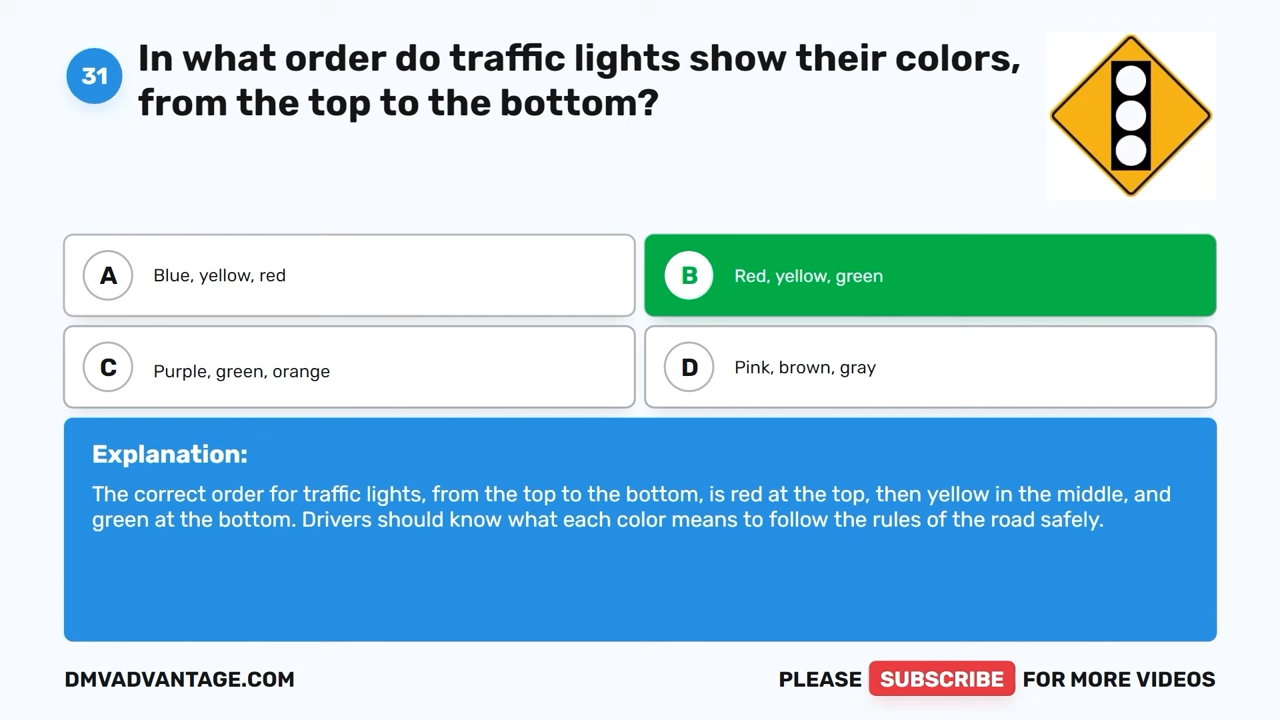 31
In what order do traffic lights show their colors,
from the top to the bottom?
A
Blue, yellow, red
B
Red, yellow, green
C
Purple, green, orange
D
Pink, brown, gray
Explanation:
The correct order for traffic lights, from the top to the bottom, is red at the top, then yellow in the middle, and
green at the bottom. Drivers should know what each color means to follow the rules of the road safely.
DMVADVANTAGE.COM
PLEASE SUBSCRIBE FOR MORE VIDEOS